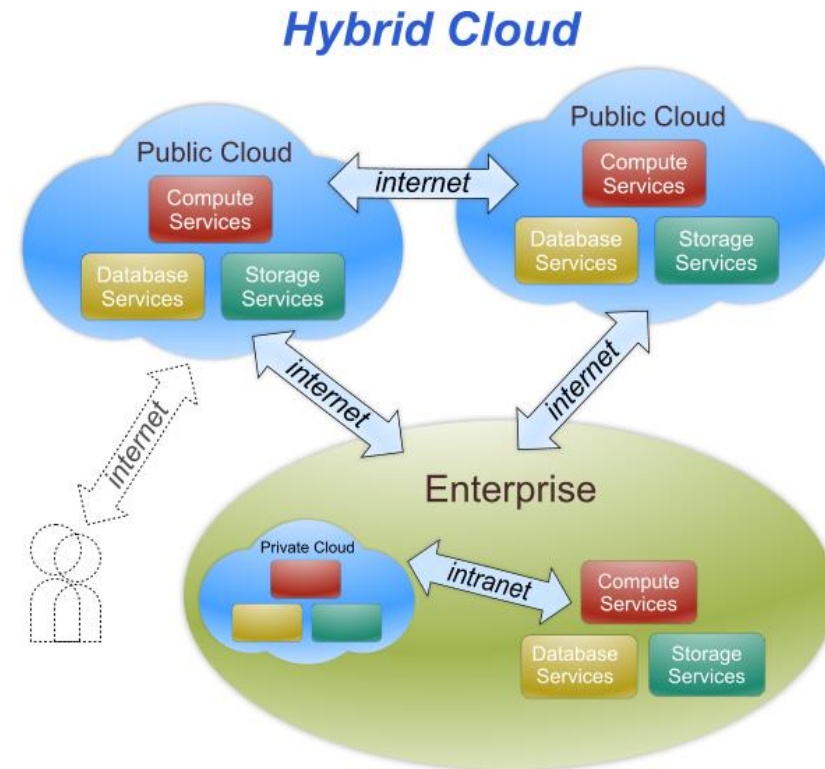 Hybrid Cloud
Public Cloud
Compute
Services
Database
Services
Storage
Services
internet
Public Cloud
Compute
Services
Database
Services
Storage
Services
internet
internet
internet
Enterprise
Private Cloud
intranet
Compute
Services
Database
Services
Storage
Services